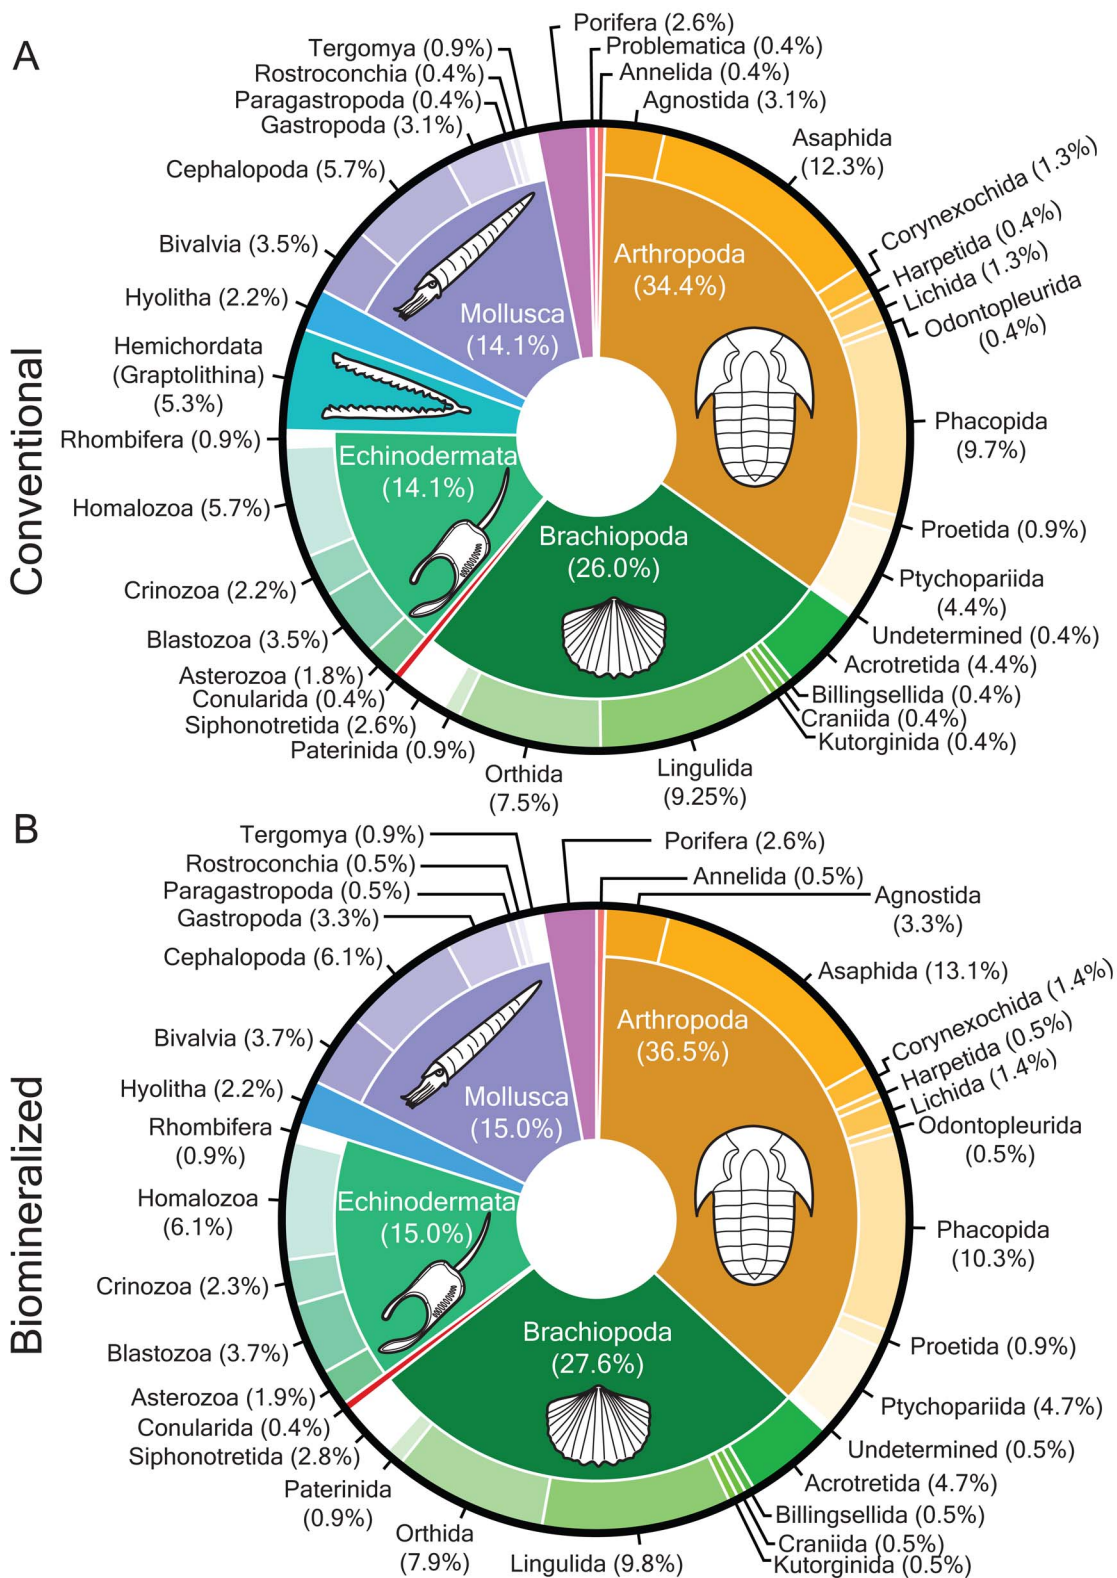 A
Conventional
Porifera (2.6%)
Tergomya (0.9%)
Problematica (0.4%)
Rostroconchia (0.4%)
Annelida (0.4%)
Paragastropoda (0.4%)
Agnostida (3.1%)
Gastropoda (3.1%)
Asaphida
(12.3%)
Cephalopoda (5.7%)
Corynexochida (1.3%)
Harpetida (0.4%)
Lichida (1.3%)
Odontopleurida
(0.4%)
Bivalvia (3.5%)
Arthropoda
(34.4%)
Hyolitha (2.2%)
Mollusca
(14.1%)
Hemichordata
(Graptolithina)
(5.3%)
Phacopida
(9.7%)
Rhombifera (0.9%)
Echinodermata
(14.1%)
Homalozoa (5.7%)
Brachiopoda
(26.0%)
Proetida (0.9%)
Crinozoa (2.2%)
Ptychopariida
(4.4%)
Blastozoa (3.5%)
Undetermined (0.4%)
Asterozoa (1.8%)
Acrotretida (4.4%)
Conularida (0.4%)
Billingsellida (0.4%)
Siphonotretida (2.6%)
Craniida (0.4%)
Paterinida (0.9%)
Kutorginida (0.4%)
Orthida
(7.5%)
Lingulida
(9.25%)
B
Biomineralized
Tergomya (0.9%)
Porifera (2.6%)
Rostroconchia (0.5%)
Annelida (0.5%)
Paragastropoda (0.5%)
Agnostida
(3.3%)
Gastropoda (3.3%)
Cephalopoda (6.1%)
Asaphida (13.1%)
Corynexochida (1.4%)
Harpetida (0.5%)
Lichida (1.4%)
Odontopleurida
(0.5%)
Arthropoda
(36.5%)
Bivalvia (3.7%)
Hyolitha (2.2%)
Mollusca
(15.0%)
Rhombifera
(0.9%)
Homalozoa
(6.1%)
Echinodermata
(15.0%)
Phacopida
(10.3%)
Crinozoa (2.3%)
Brachiopoda
(27.6%)
Proetida (0.9%)
Blastozoa (3.7%)
Asterozoa (1.9%)
Ptychopariida (4.7%)
Conularida (0.4%)
Undetermined (0.5%)
Siphonotretida (2.8%)
Acrotretida (4.7%)
Paterinida
(0.9%)
Billingsellida (0.5%)
Orthida
(7.9%)
Craniida (0.5%)
Lingulida (9.8%)
Kutorginida (0.5%)